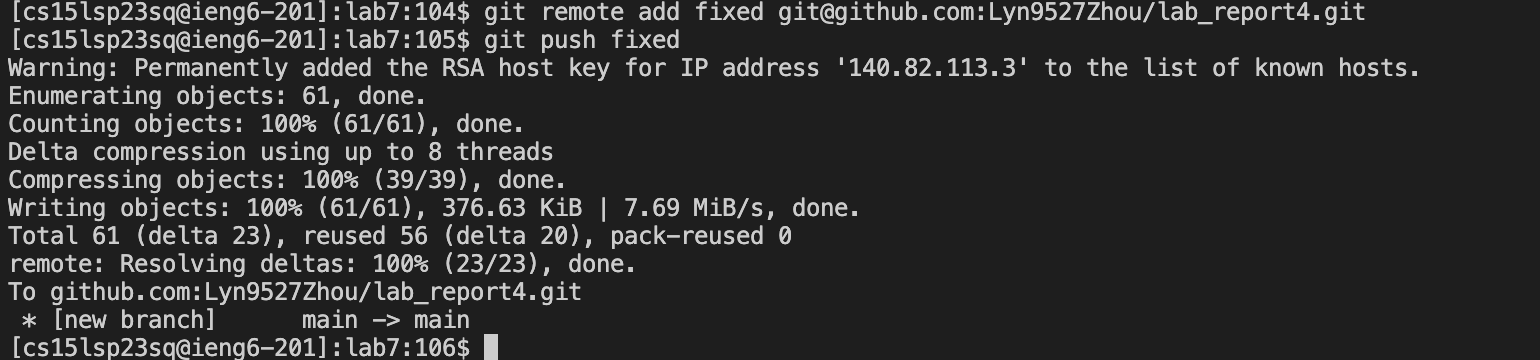 [cs15lsp23sq@ieng6-201]:lab7:104$ git remote add fixed git@github.com:Lyn9527Zhou/lab_report4.git
[cs15lsp23sq@ieng6-201]:lab7:105$ git push fixed
Warning: Permanently added the RSA host key for IP address '140.82.113.3' to the list of known hosts.
Enumerating objects: 61, done.
Counting objects: 100% (61/61), done.
Delta compression using up to 8 threads
Compressing objects: 100% (39/39), done.
Writing objects: 100% (61/61), 376.63 KiB | 7.69 MiB/s, done.
Total 61 (delta 23), reused 56 (delta 20), pack-reused 0
remote: Resolving deltas: 100% (23/23), done.
To github.com:Lyn9527Zhou/lab_report4.git
 * [new branch]      main -> main
[cs15lsp23sq@ieng6-201]:lab7:106$